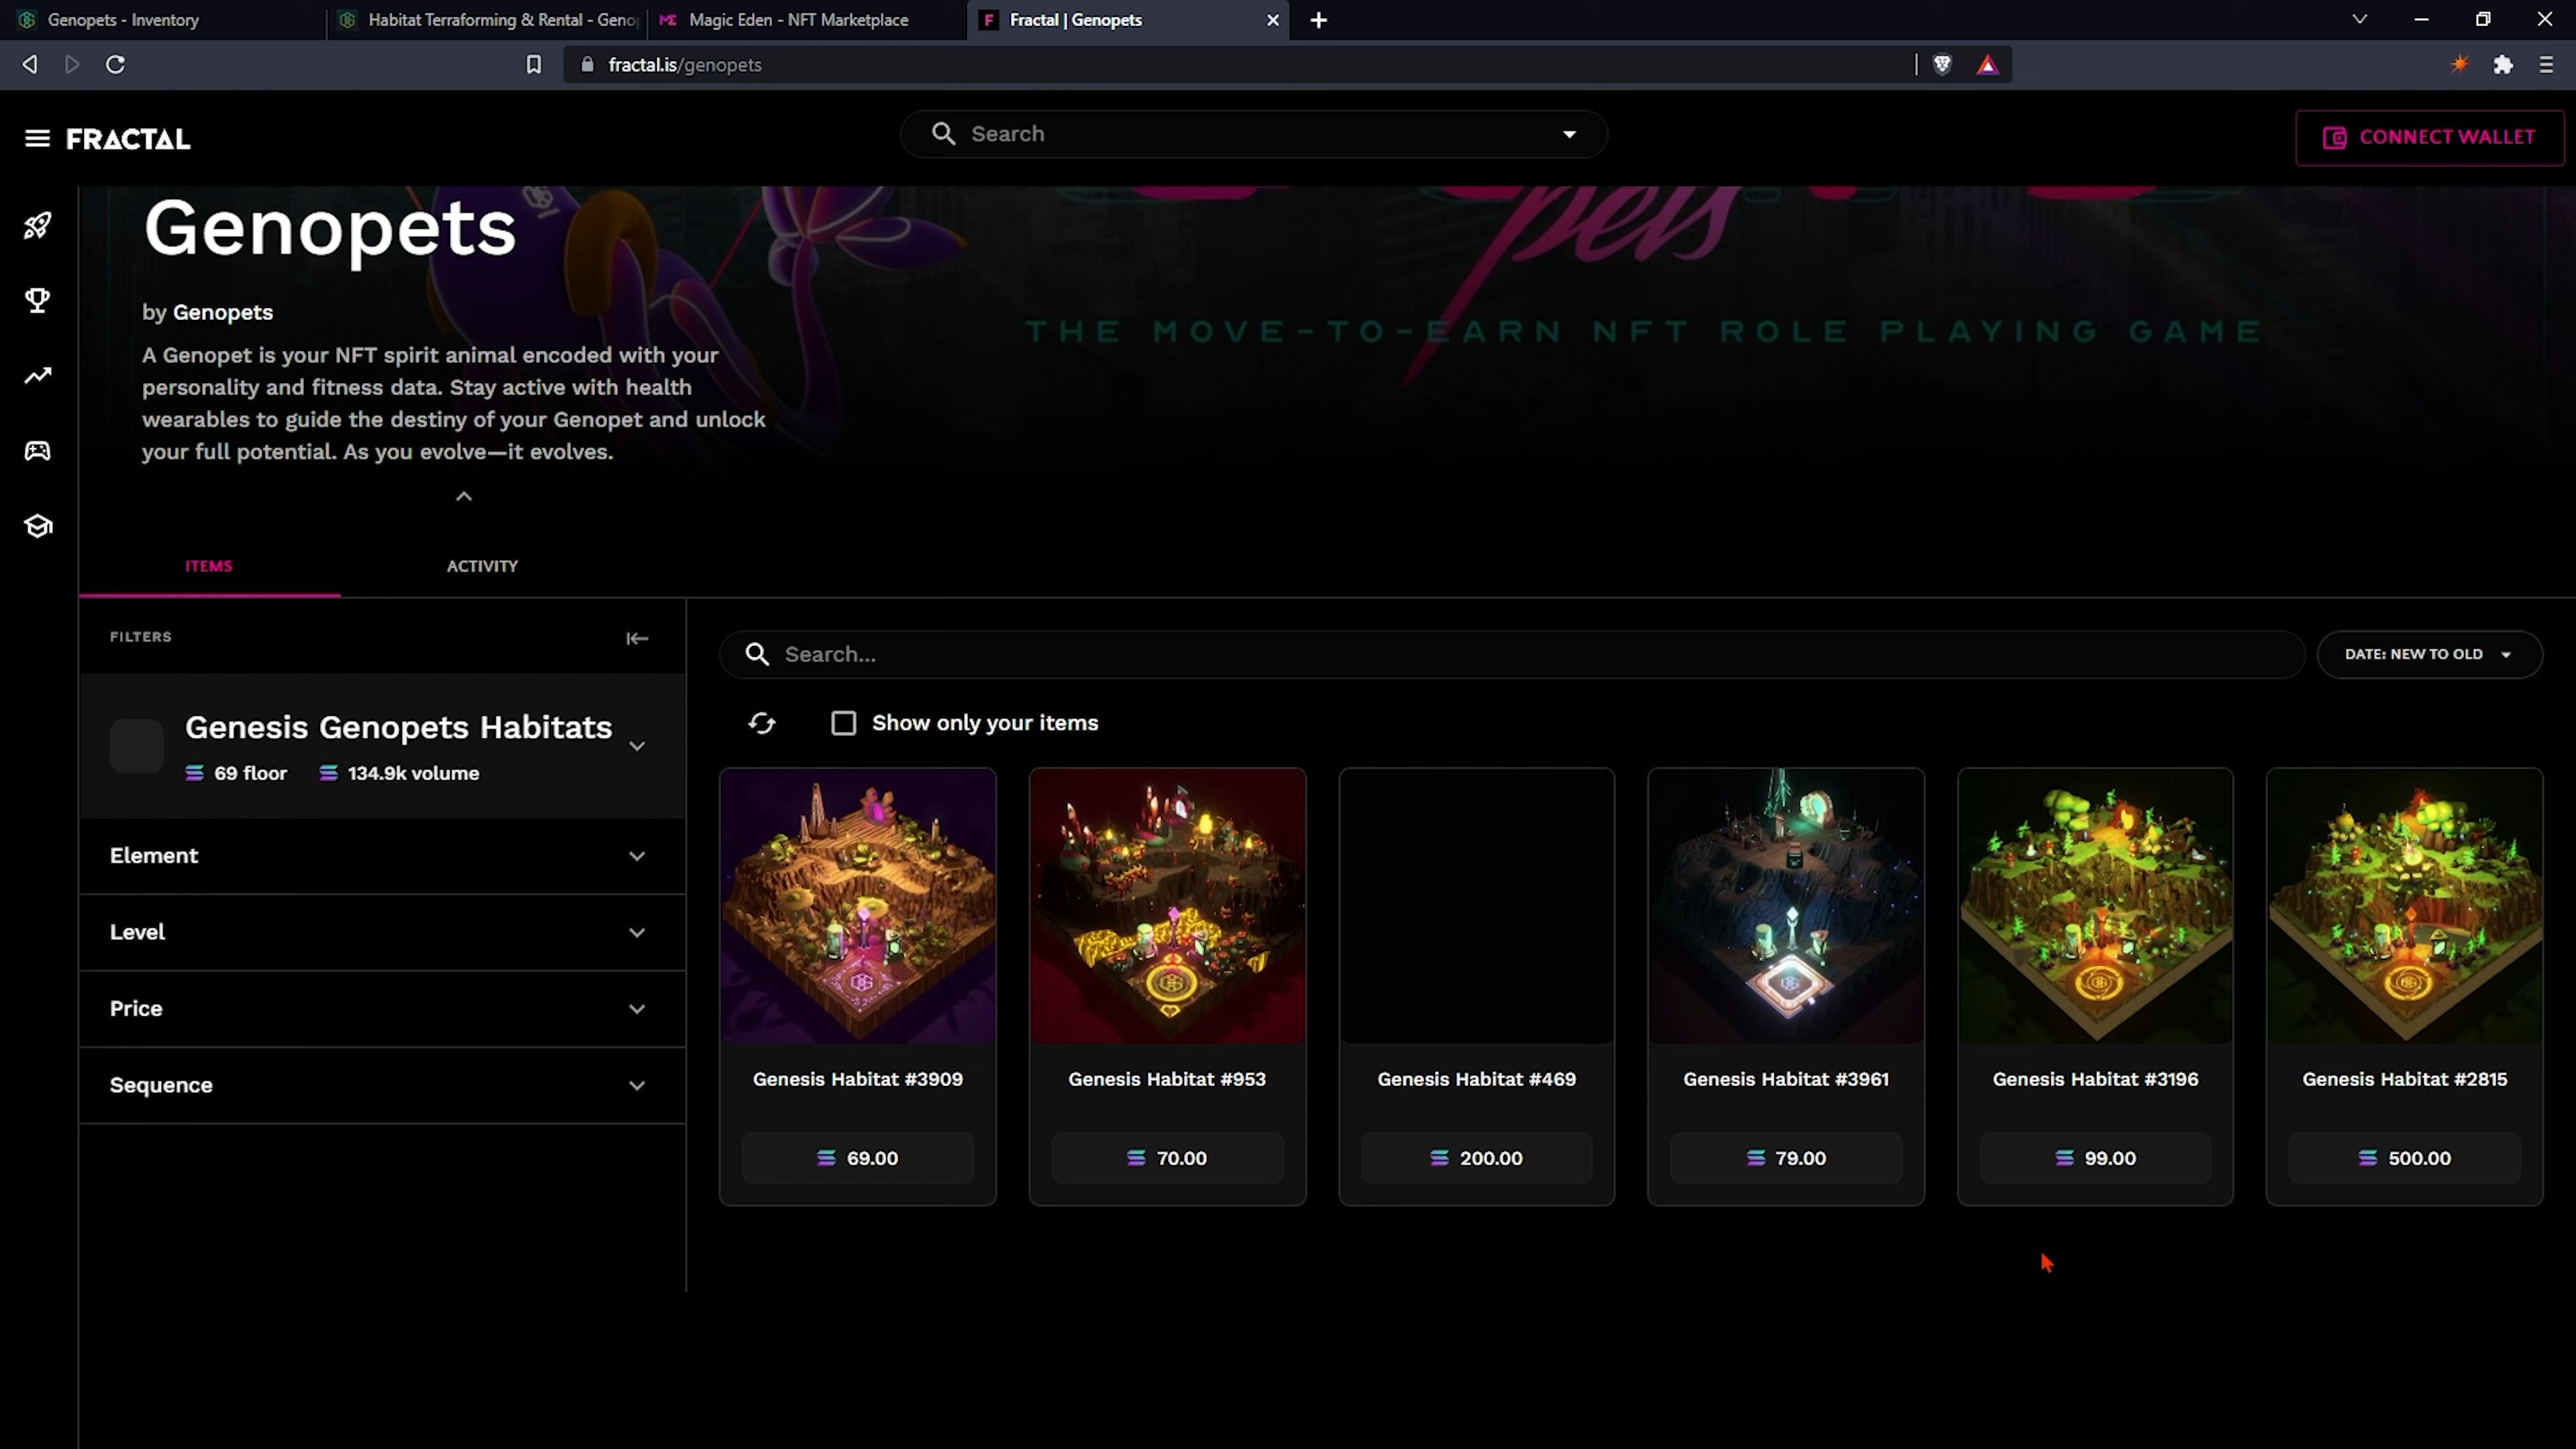 Genopets - Inventory
Habitat Terraforming & Rental - Genop
Magic Eden - NFT Marketplace
Fractal | Genopets
fractal.is/genopets
FRACTAL
Search
CONNECT WALLET
Genopets
pets
THE MOVE-TO-EARN NFT ROLE PLAYING GAME
by Genopets
A Genopet is your NFT spirit animal encoded with your
personality and fitness data. Stay active with health
wearables to guide the destiny of your Genopet and unlock
your full potential. As you evolve—it evolves.
ITEMS
ACTIVITY
FILTERS
Genesis Genopets Habitats
69 floor
134.9k volume
Element
Level
Price
Sequence
Search...
DATE: NEW TO OLD
Show only your items
Genesis Habitat #3909
Genesis Habitat #953
Genesis Habitat #469
Genesis Habitat #3961
Genesis Habitat #3196
Genesis Habitat #2815
69.00
70.00
200.00
79.00
99.00
500.00